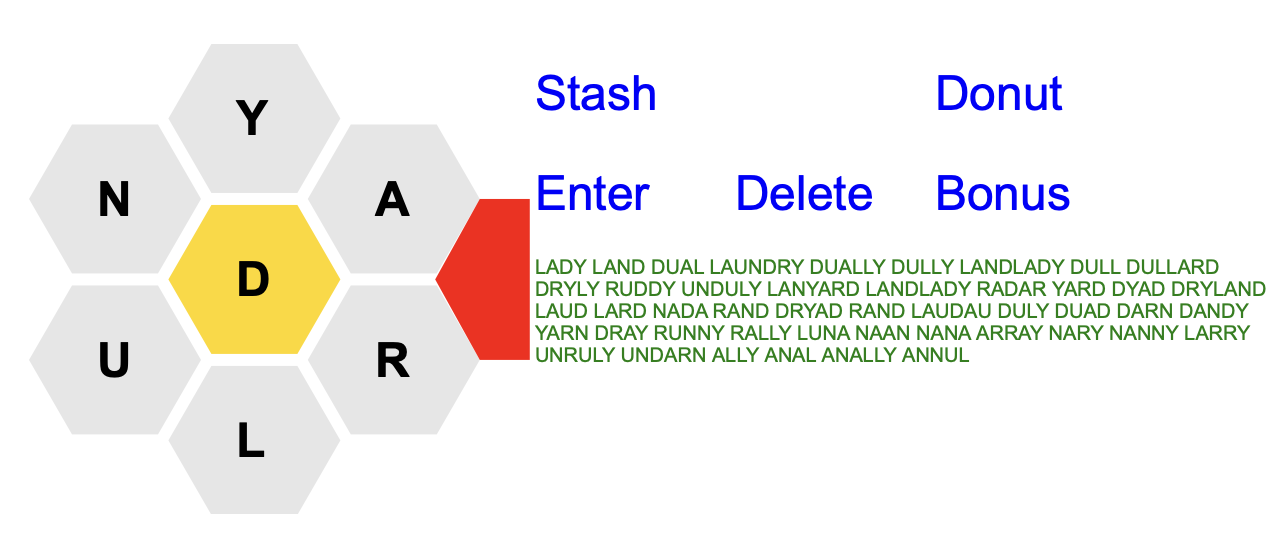 Y
N
A
D
U
R
L
Stash Donut
Enter Delete Bonus
LADY LAND DUAL LAUNDRY DUALLY DULLY LANDLADY DULL DULLARD
DRYLY RUDDY UNDULY LANYARD LANDLADY RADAR YARD DYAD DRYLAND
LAUD LARD NADA RAND DRYAD RAND LAUDAU DULY DUAD DARN DANDY
YARN DRAY RUNNY RALLY LUNA NAAN NANA ARRAY NARY NANNY LARRY
UNRULY UNDARN ALLY ANAL ANALLY ANNUL